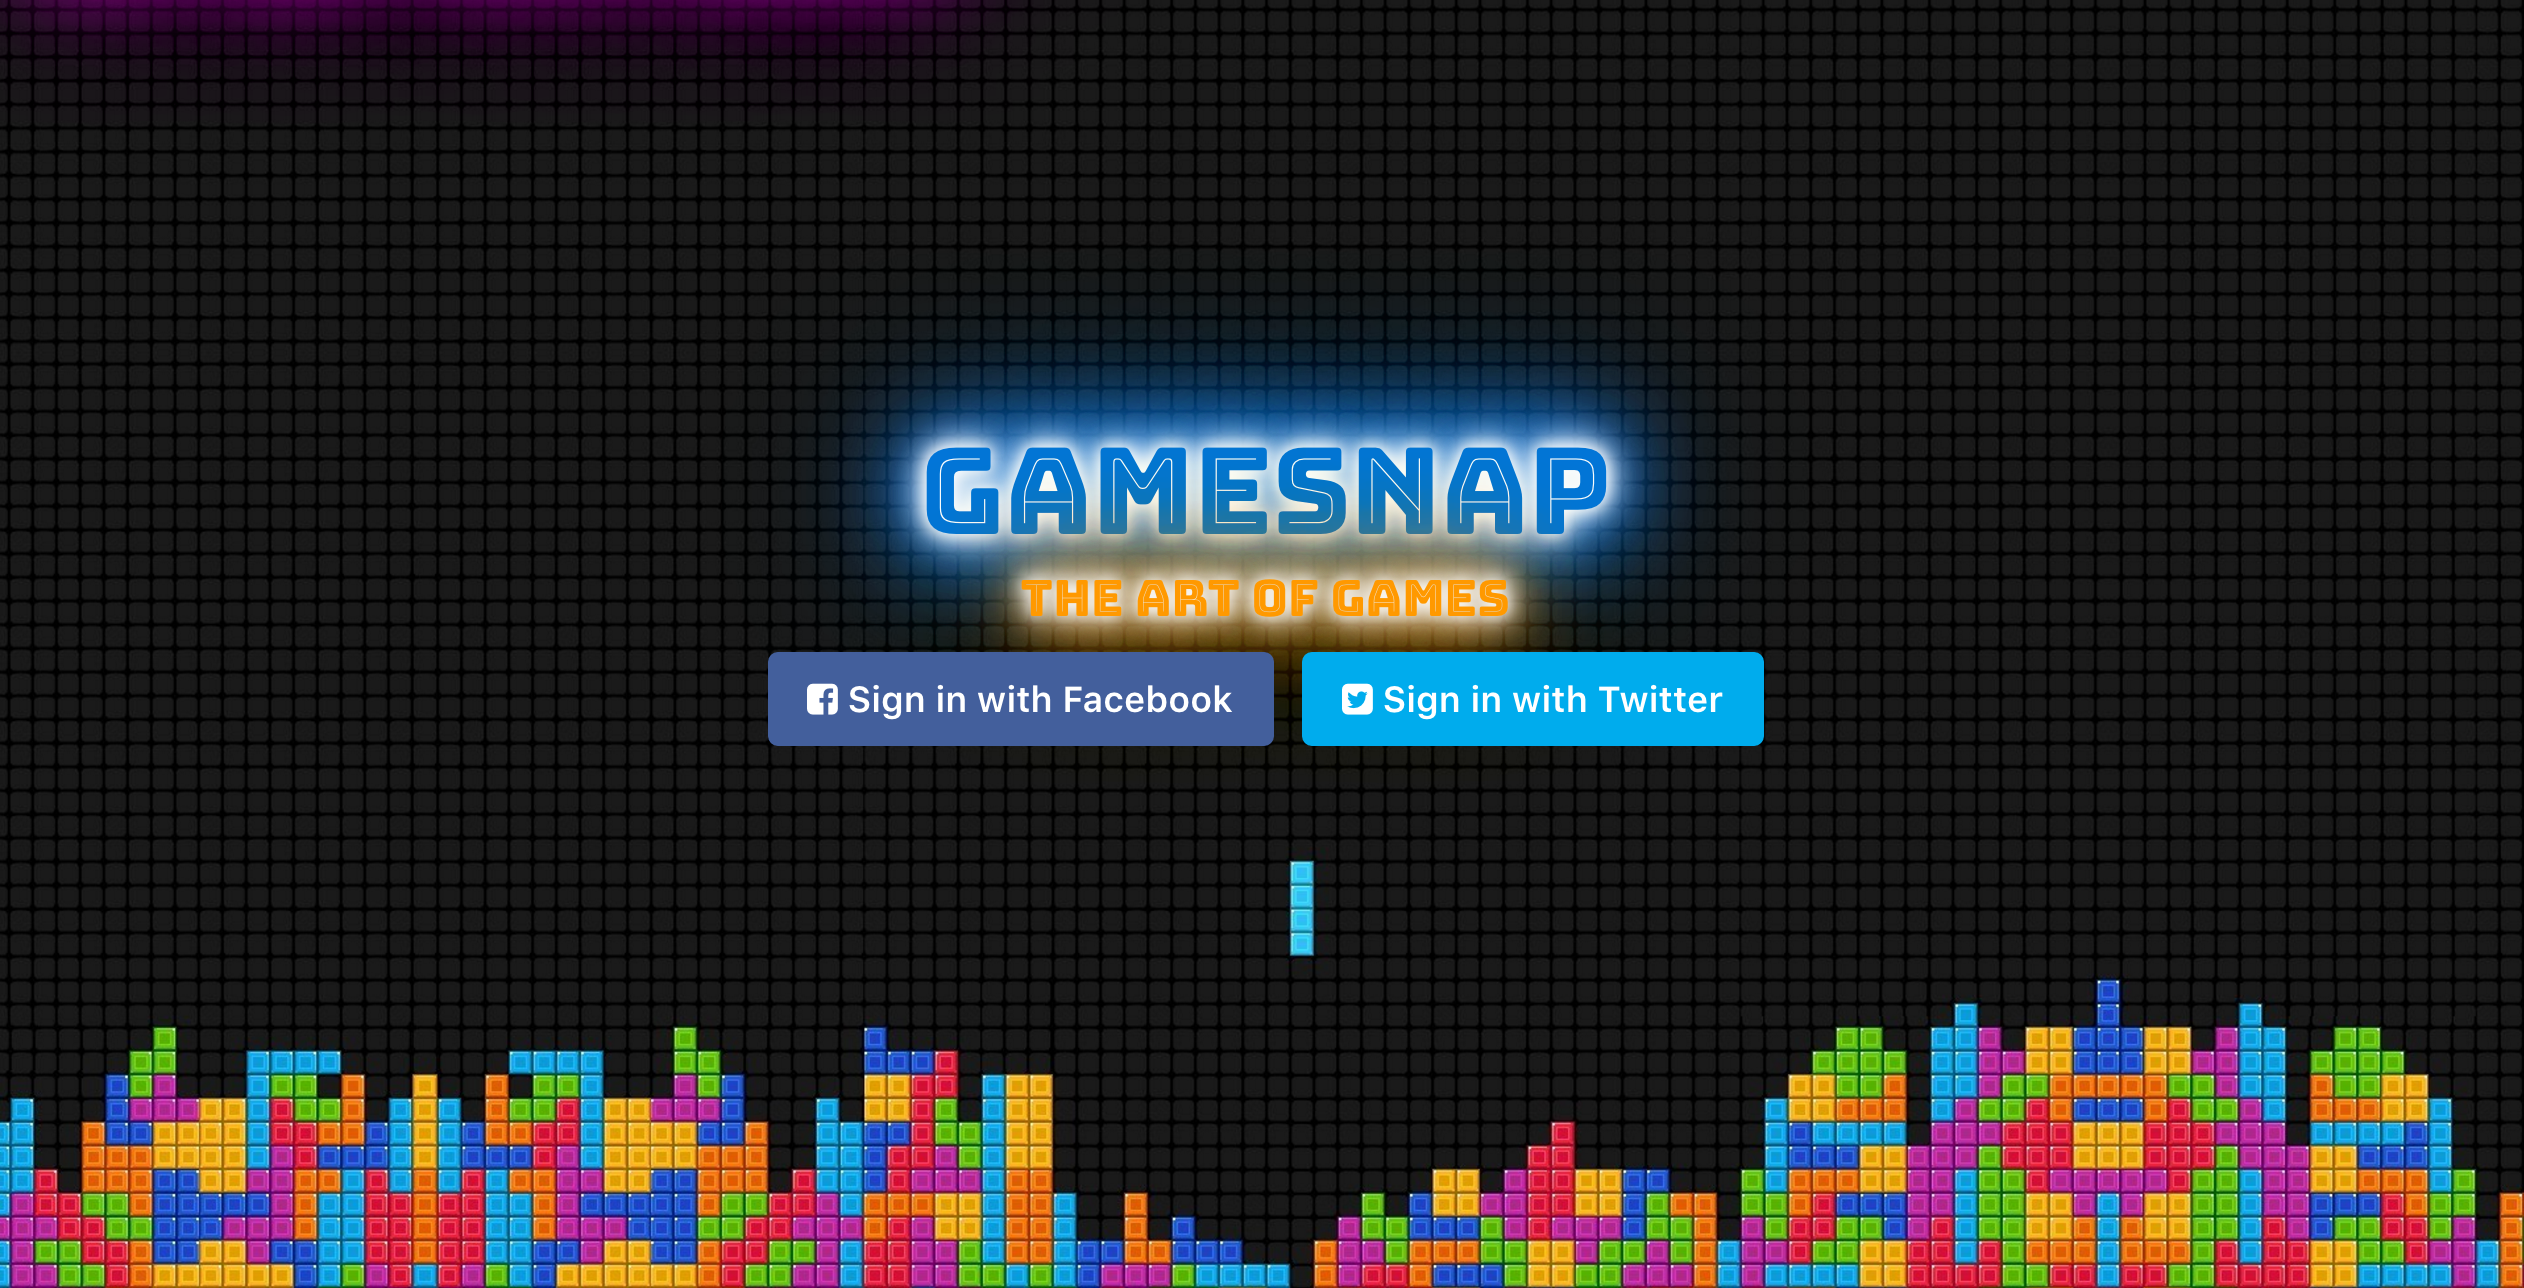 GAMESNAP
THE ART OF GAMES
Sign in with Facebook
Sign in with Twitter